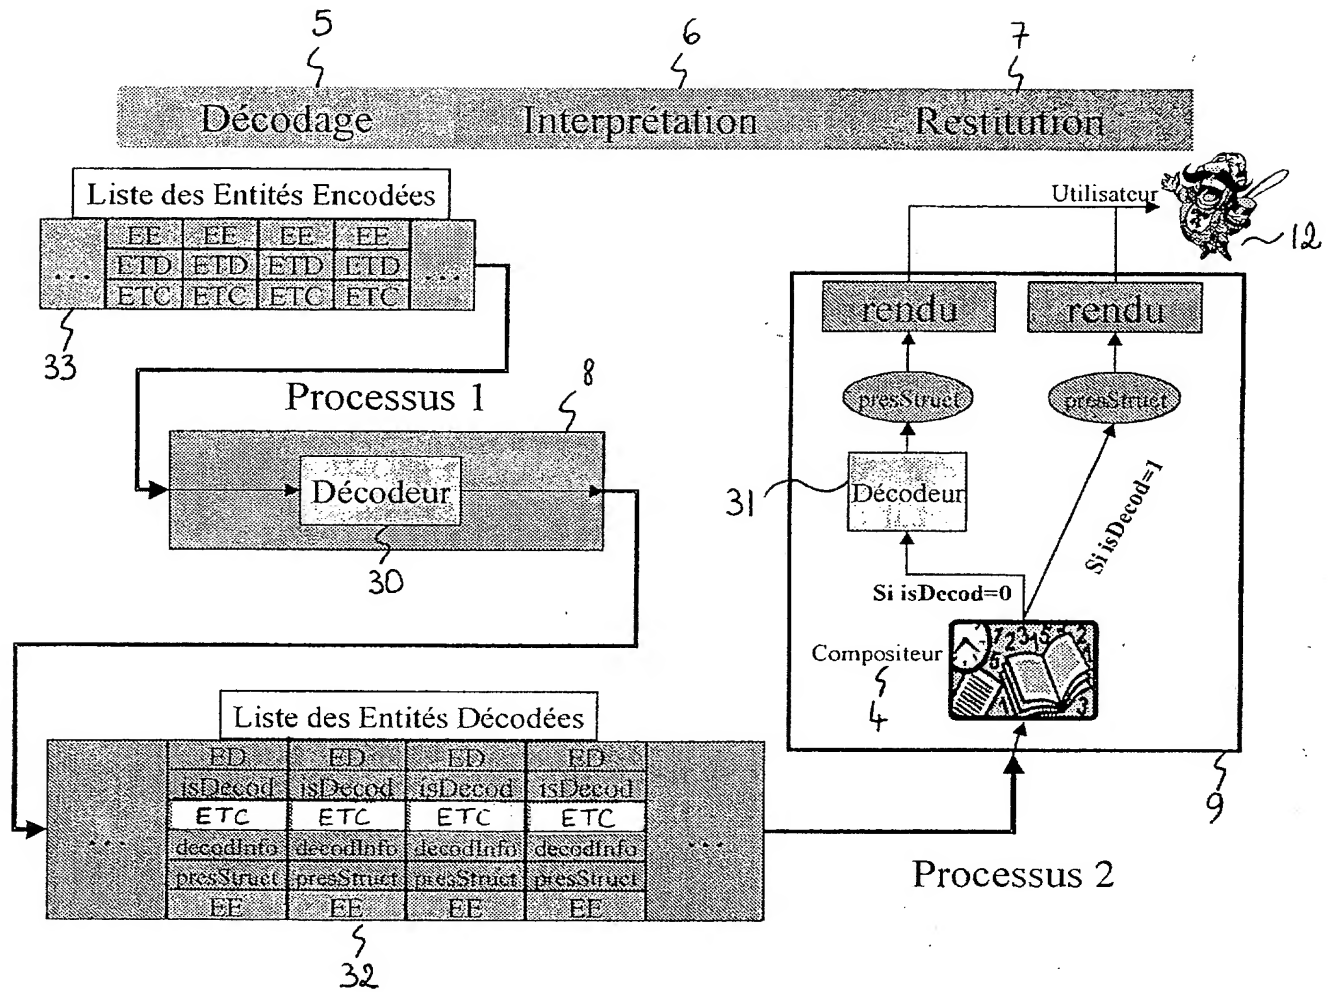 5
6
7
Décodage
Interprétation
Restitution
Liste des Entités Encodées
... EE EE EE EE ...
ETD ETD ETD ETD
ETC ETC ETC ETC
33
Utilisateur
12
rendu
rendu
presStruct
presStruct
Processus 1
8
Décodeur
30
31
Décodeur
Si isDecod=1
Si isDecod=0
Compositeur
4
9
Processus 2
Liste des Entités Décodées
ED ED ED ED
isDecod isDecod isDecod isDecod
ETC ETC ETC ETC
... decodInfo decodInfo decodInfo decodInfo ...
presStruct presStruct presStruct presStruct
EE EE EE EE
32